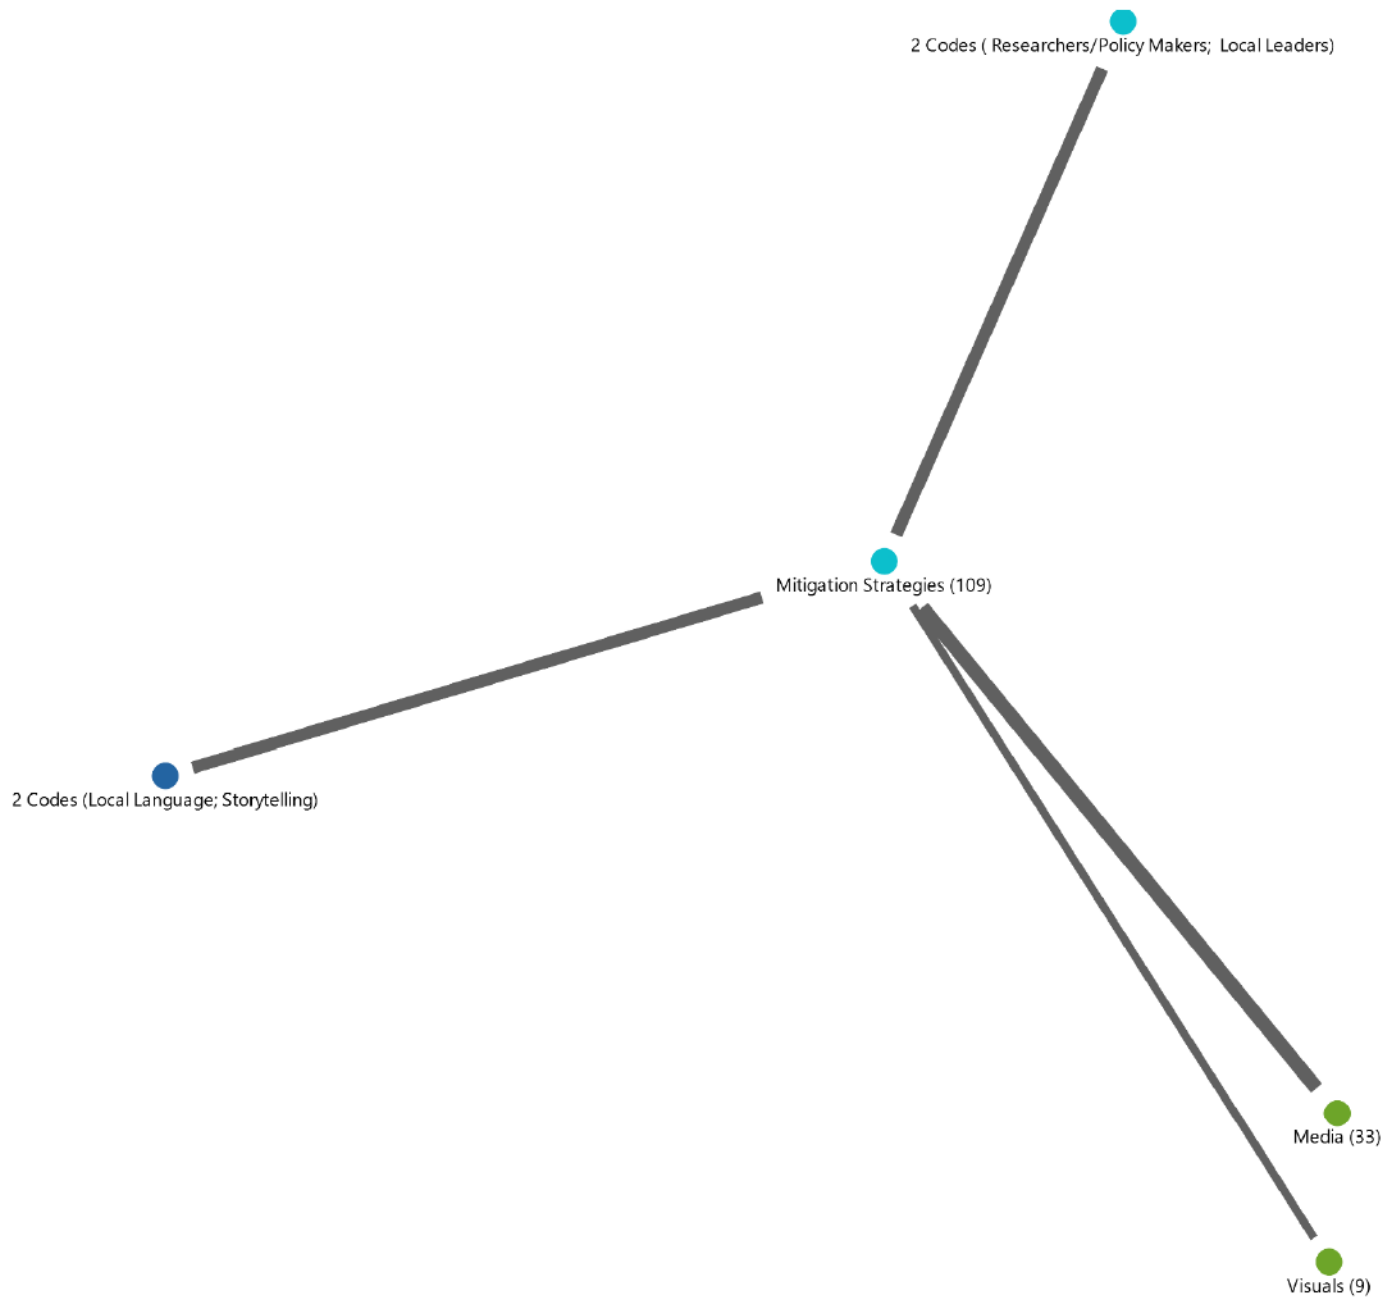 2 Codes ( Researchers/Policy Makers;  Local Leaders)
Mitigation Strategies (109)
2 Codes (Local Language; Storytelling)
Media (33)
Visuals (9)